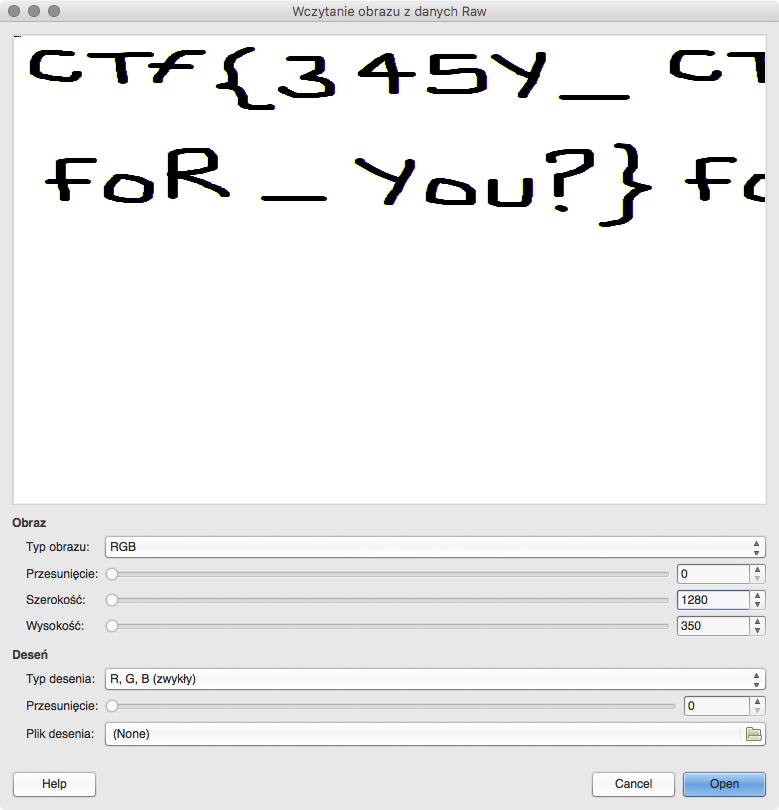 Wczytanie obrazu z danych Raw
CTf{345Y_ CT
foR_You?} fo
Obraz
Typ obrazu: RGB
Przesunięcie: 0
Szerokość: 1280
Wysokość: 350
Deseń
Typ desenia: R, G, B (zwykły)
Przesunięcie: 0
Plik desenia: (None)
Help Cancel Open